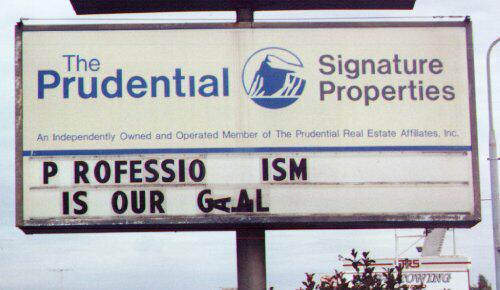 The
Prudential
Signature
Properties
An Independently Owned and Operated Member of The Prudential Real Estate Affiliates, Inc.
P ROFESSIO ISM
IS OUR GAAL